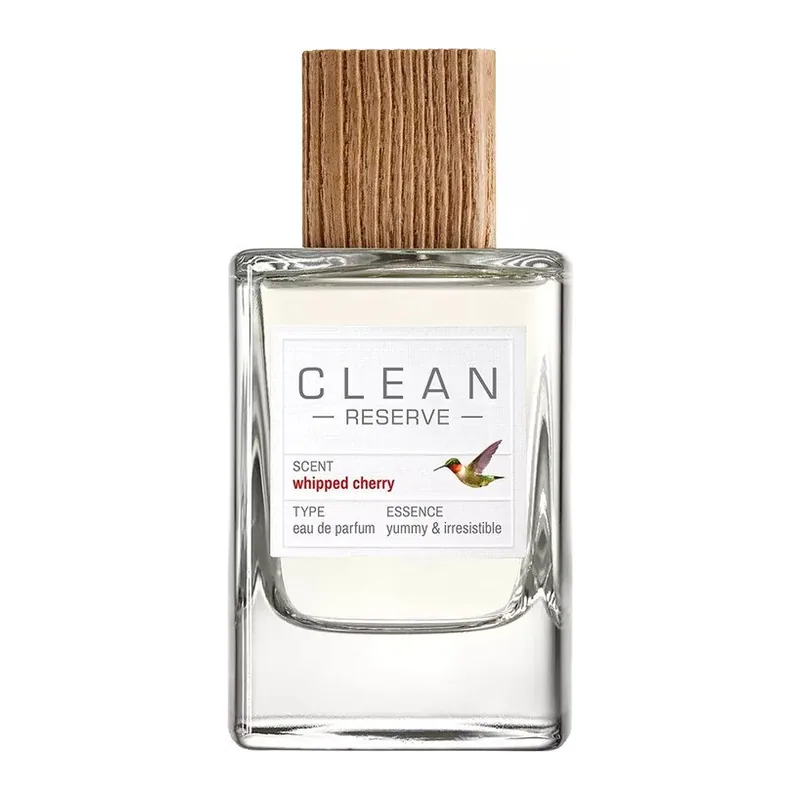 CLEAN
— RESERVE —
SCENT
whipped cherry
TYPE ESSENCE
eau de parfum yummy & irresistible